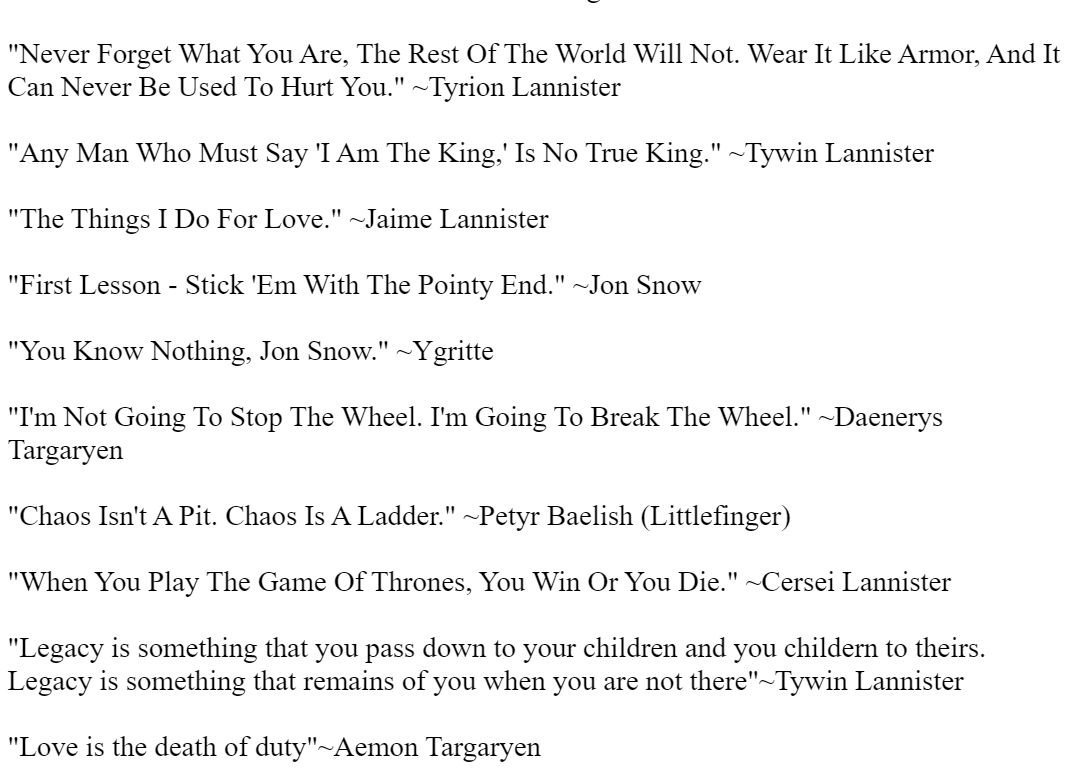 "Never Forget What You Are, The Rest Of The World Will Not. Wear It Like Armor, And It
Can Never Be Used To Hurt You." ~Tyrion Lannister
"Any Man Who Must Say 'I Am The King,' Is No True King." ~Tywin Lannister
"The Things I Do For Love." ~Jaime Lannister
"First Lesson - Stick 'Em With The Pointy End." ~Jon Snow
"You Know Nothing, Jon Snow." ~Ygritte
"I'm Not Going To Stop The Wheel. I'm Going To Break The Wheel." ~Daenerys
Targaryen
"Chaos Isn't A Pit. Chaos Is A Ladder." ~Petyr Baelish (Littlefinger)
"When You Play The Game Of Thrones, You Win Or You Die." ~Cersei Lannister
"Legacy is something that you pass down to your children and you childern to theirs.
Legacy is something that remains of you when you are not there"~Tywin Lannister
"Love is the death of duty"~Aemon Targaryen